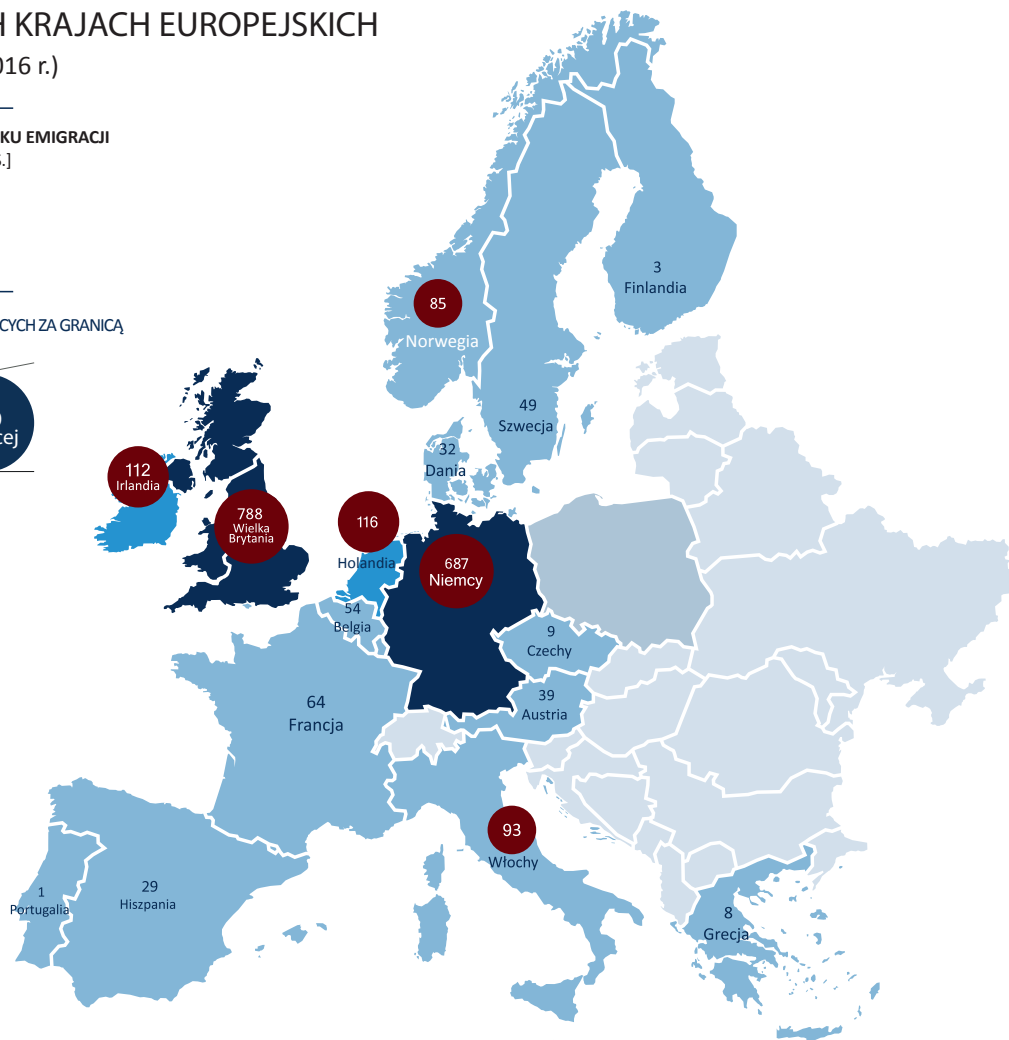 H KRAJACH EUROPEJSKICH
016 r.)
KU EMIGRACJI
.]
CYCH ZA GRANICĄ
cej
3
Finlandia
85
Norwegia
49
Szwecja
32
Dania
112
Irlandia
788
Wielka
Brytania
116
Holandia
687
Niemcy
54
Belgia
9
Czechy
39
Austria
64
Francja
93
Włochy
29
Hiszpania
1
Portugalia
8
Grecja